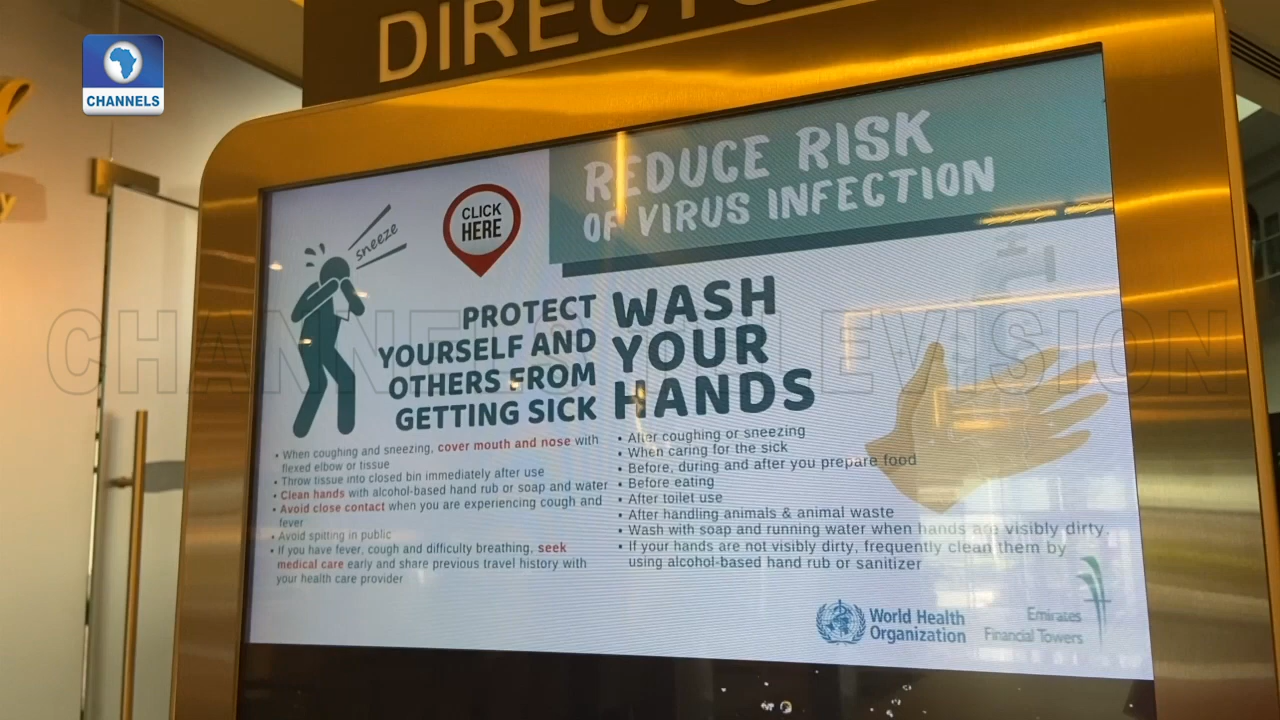 DIRECTO
CHANNELS
REDUCE RISK
OF VIRUS INFECTION
CLICK
HERE
sneeze
PROTECT
YOURSELF AND
OTHERS FROM
GETTING SICK
WASH
YOUR
HANDS
• When coughing and sneezing, cover mouth and nose with
flexed elbow or tissue
• Throw tissue into closed bin immediately after use
• Clean hands with alcohol-based hand rub or soap and water
• Avoid close contact when you are experiencing cough and
fever
• Avoid spitting in public
• If you have fever, cough and difficulty breathing, seek
medical care early and share previous travel history with
your health care provider
• After coughing or sneezing
• When caring for the sick
• Before, during and after you prepare food
• Before eating
• After toilet use
• After handling animals & animal waste
• Wash with soap and running water when hands are visibly dirty.
• If your hands are not visibly dirty, frequently clean them by
using alcohol-based hand rub or sanitizer
World Health
Organization
Emirates
Financial Towers
CHANNELS TELEVISION